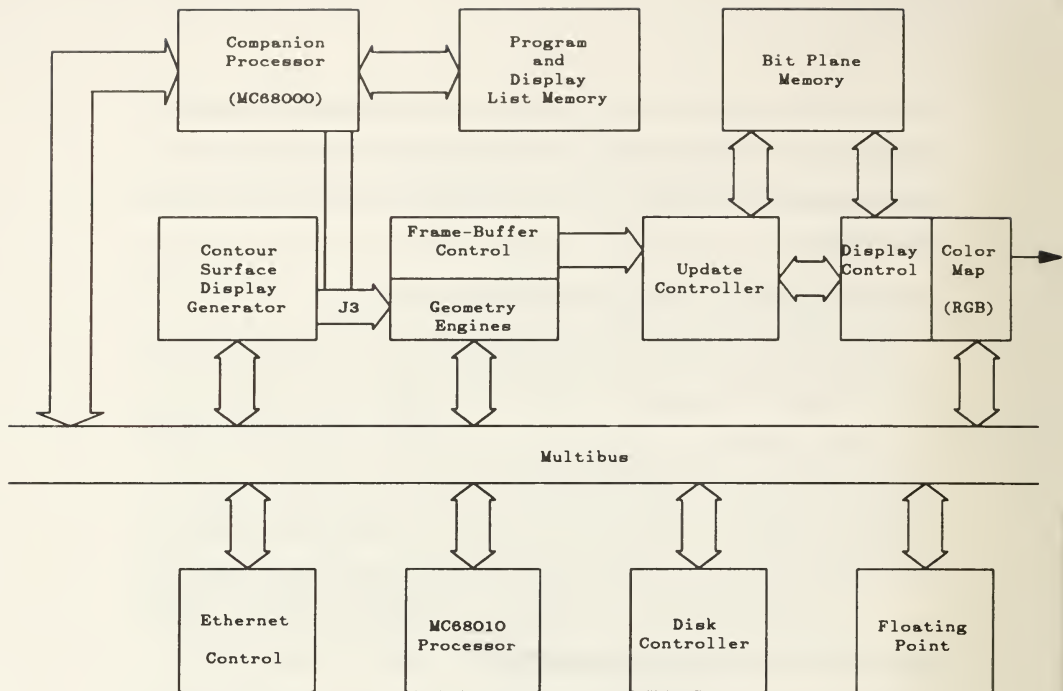 Companion
Processor
(MC68000)
Program
and
Display
List Memory
Bit Plane
Memory
Contour
Surface
Display
Generator
J3
Frame-Buffer
Control
Geometry
Engines
Update
Controller
Display
Control
Color
Map
(RGB)
Multibus
Ethernet
Control
MC68010
Processor
Disk
Controller
Floating
Point